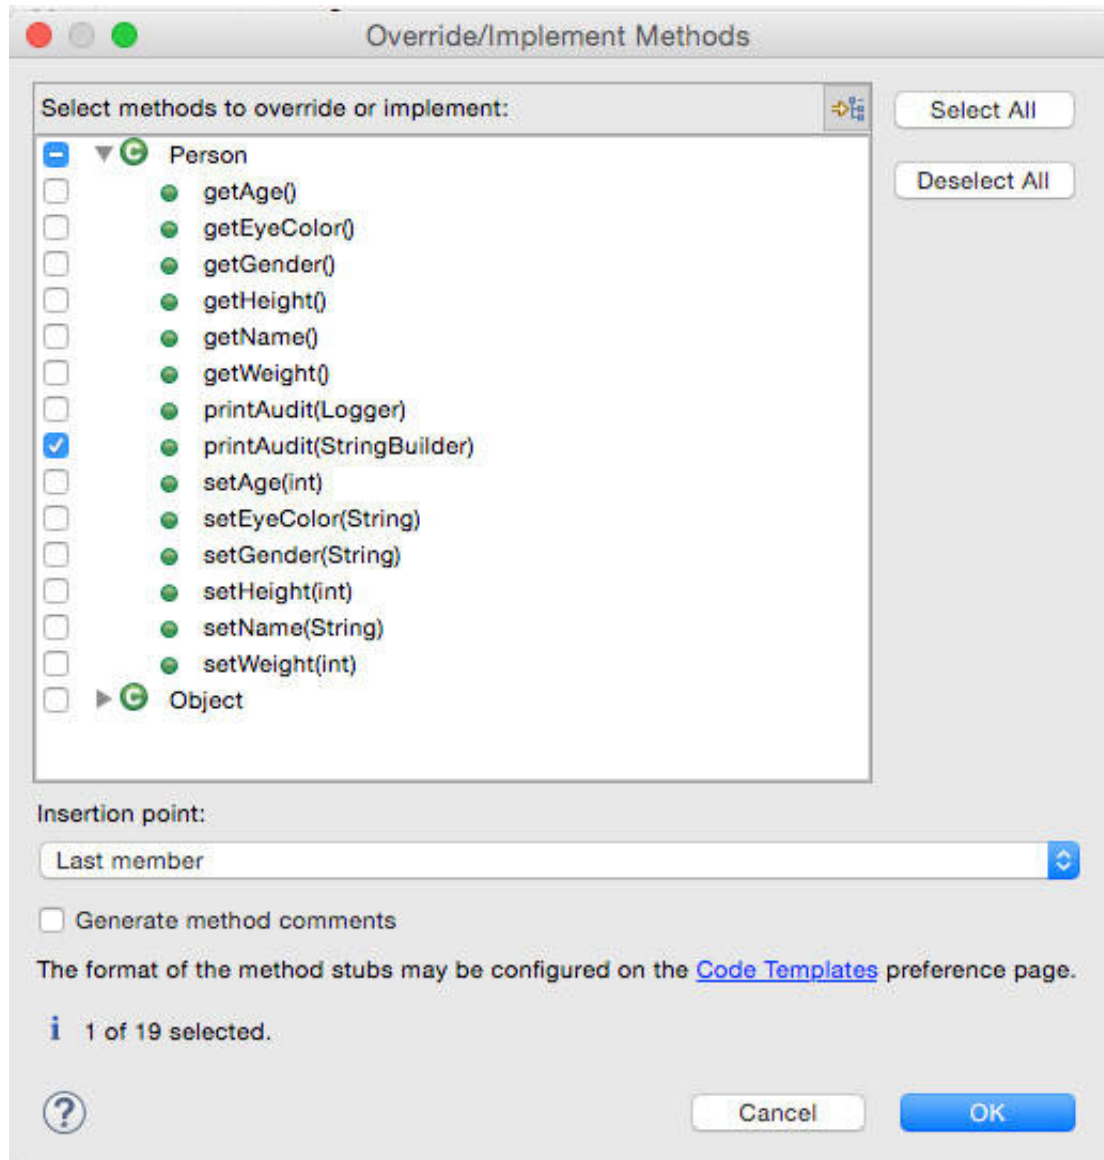 Override/Implement Methods
Select methods to override or implement:
Select All
Deselect All
C Person
getAge()
getEyeColor()
getGender()
getHeight()
getName()
getWeight()
printAudit(Logger)
printAudit(StringBuilder)
setAge(int)
setEyeColor(String)
setGender(String)
setHeight(int)
setName(String)
setWeight(int)
C Object
Insertion point:
Last member
Generate method comments
The format of the method stubs may be configured on the Code Templates preference page.
i 1 of 19 selected.
?
Cancel OK